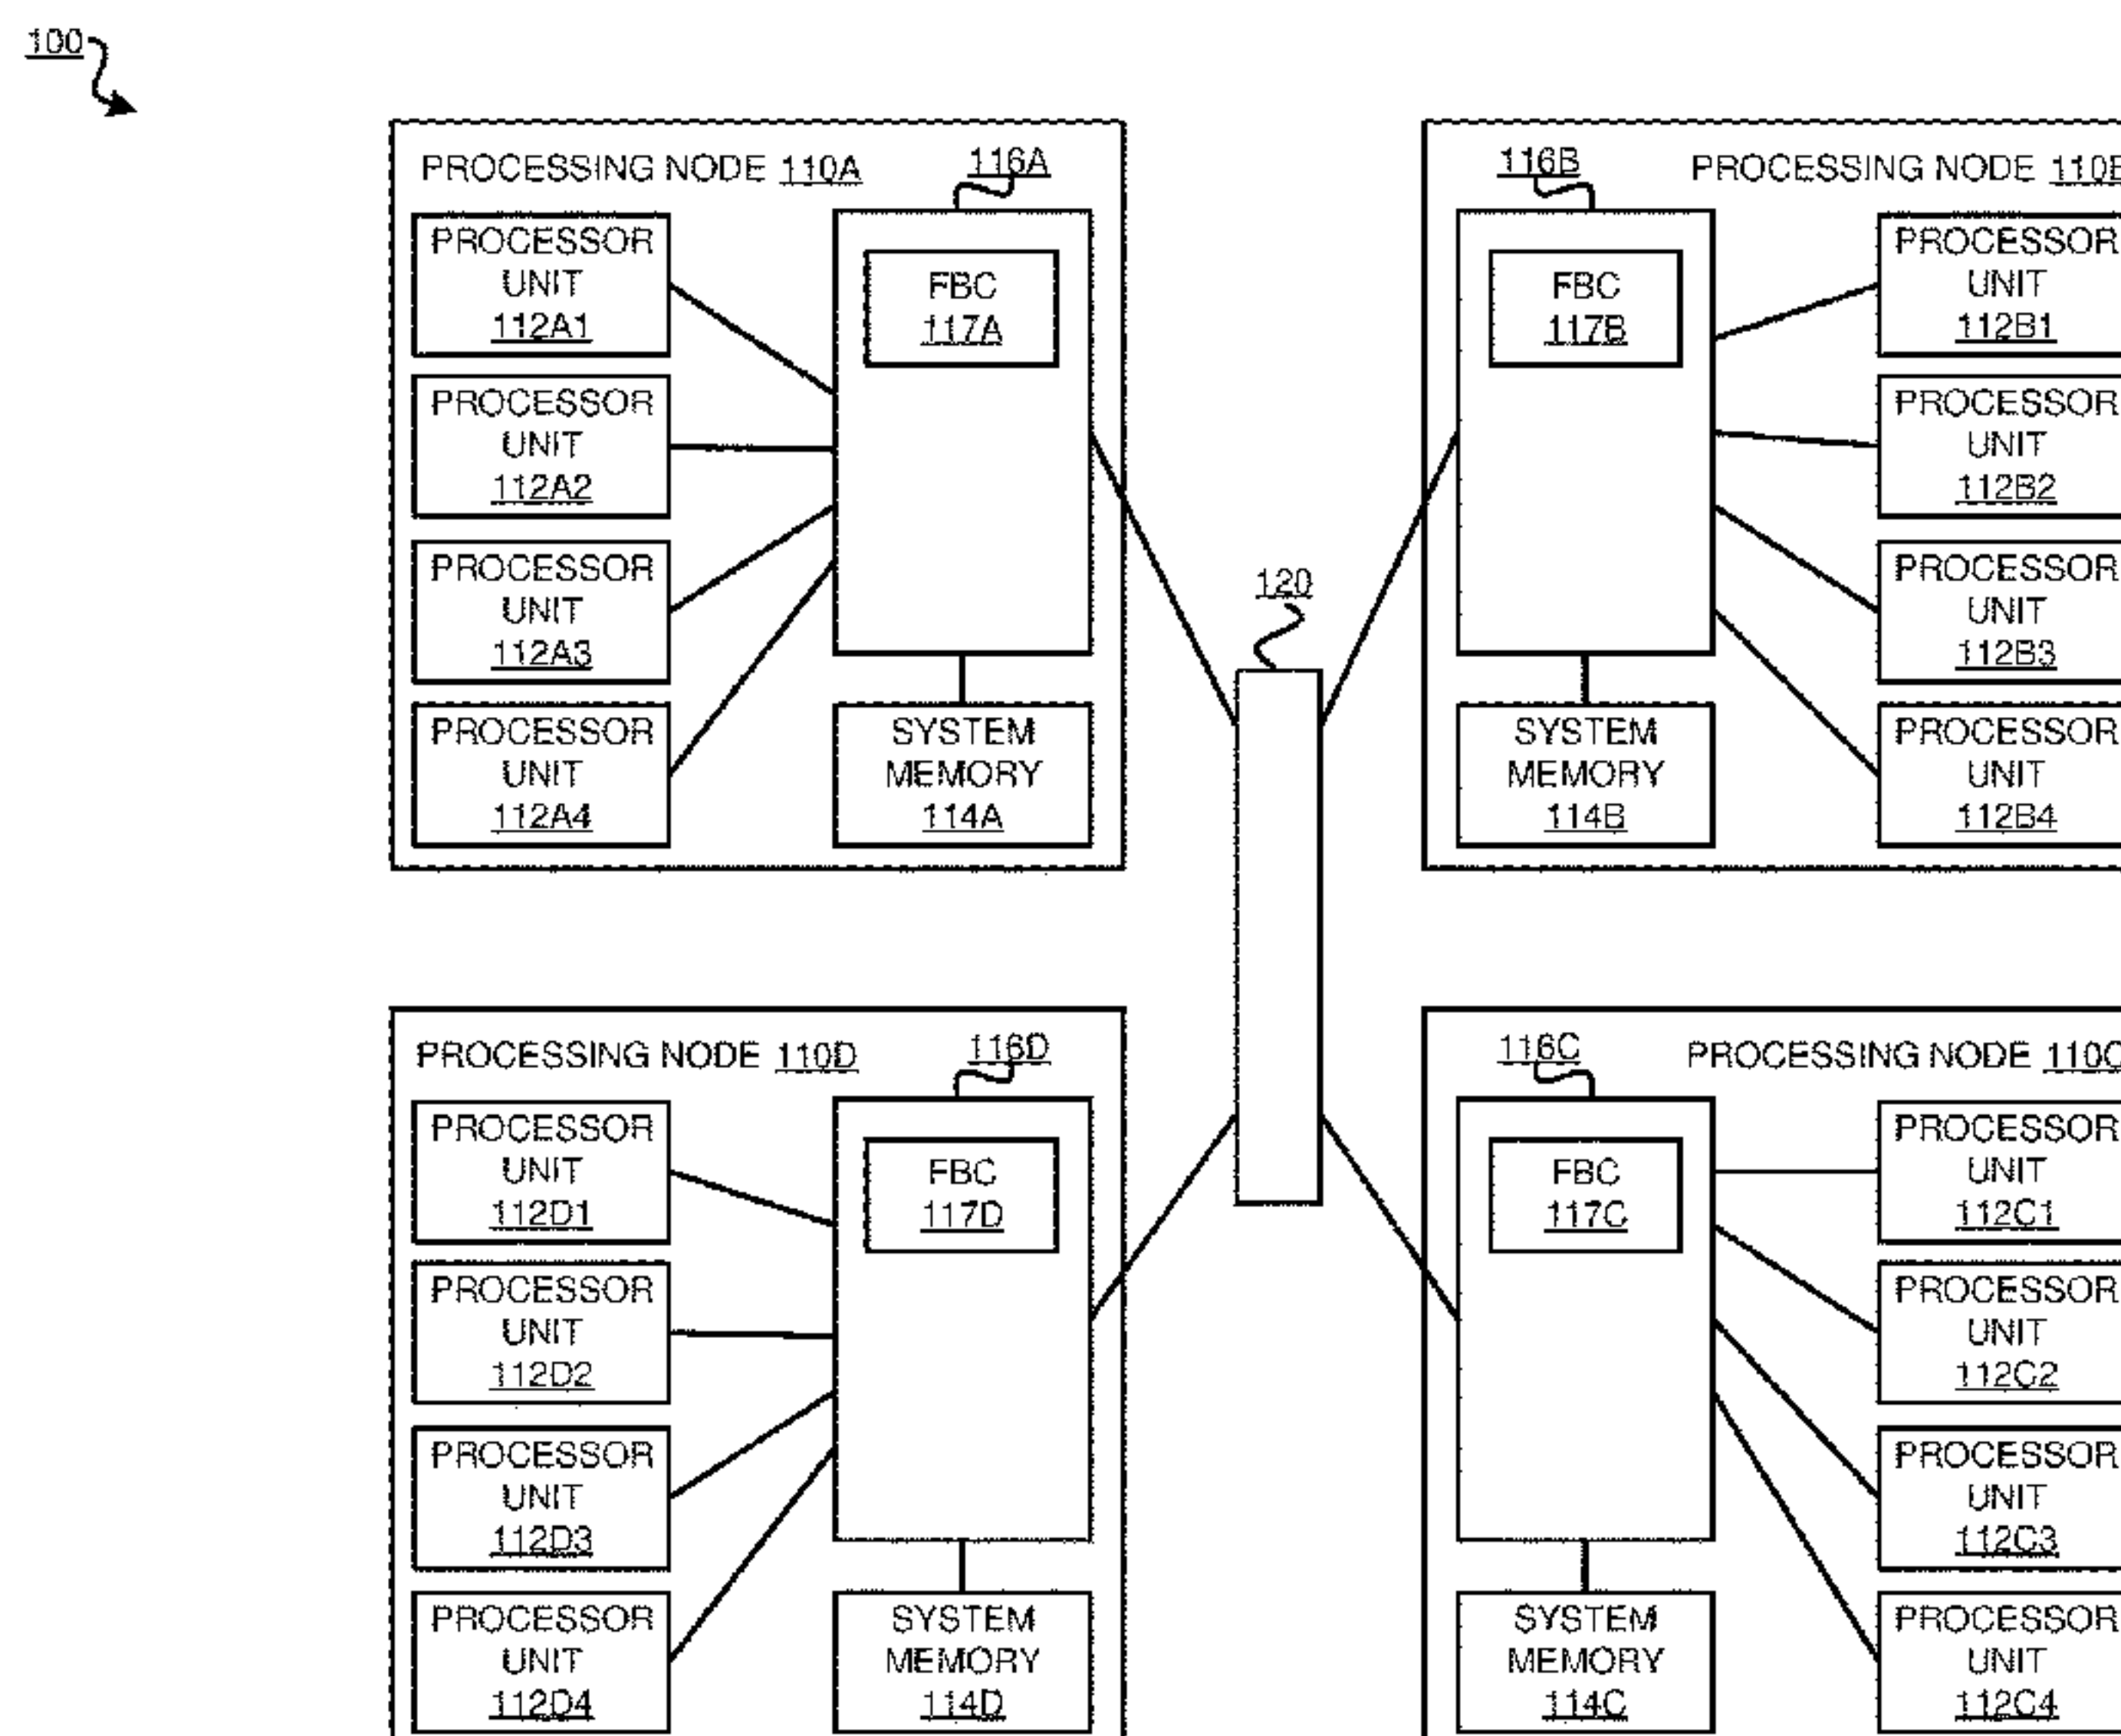 100
PROCESSING NODE 110A
116A
PROCESSOR
UNIT
112A1
PROCESSOR
UNIT
112A2
PROCESSOR
UNIT
112A3
PROCESSOR
UNIT
112A4
FBC
117A
SYSTEM
MEMORY
114A
120
116B
PROCESSING NODE 110B
FBC
117B
SYSTEM
MEMORY
114B
PROCESSOR
UNIT
112B1
PROCESSOR
UNIT
112B2
PROCESSOR
UNIT
112B3
PROCESSOR
UNIT
112B4
PROCESSING NODE 110D
116D
PROCESSOR
UNIT
112D1
PROCESSOR
UNIT
112D2
PROCESSOR
UNIT
112D3
PROCESSOR
UNIT
112D4
FBC
117D
SYSTEM
MEMORY
114D
116C
PROCESSING NODE 110C
FBC
117C
SYSTEM
MEMORY
114C
PROCESSOR
UNIT
112C1
PROCESSOR
UNIT
112C2
PROCESSOR
UNIT
112C3
PROCESSOR
UNIT
112C4